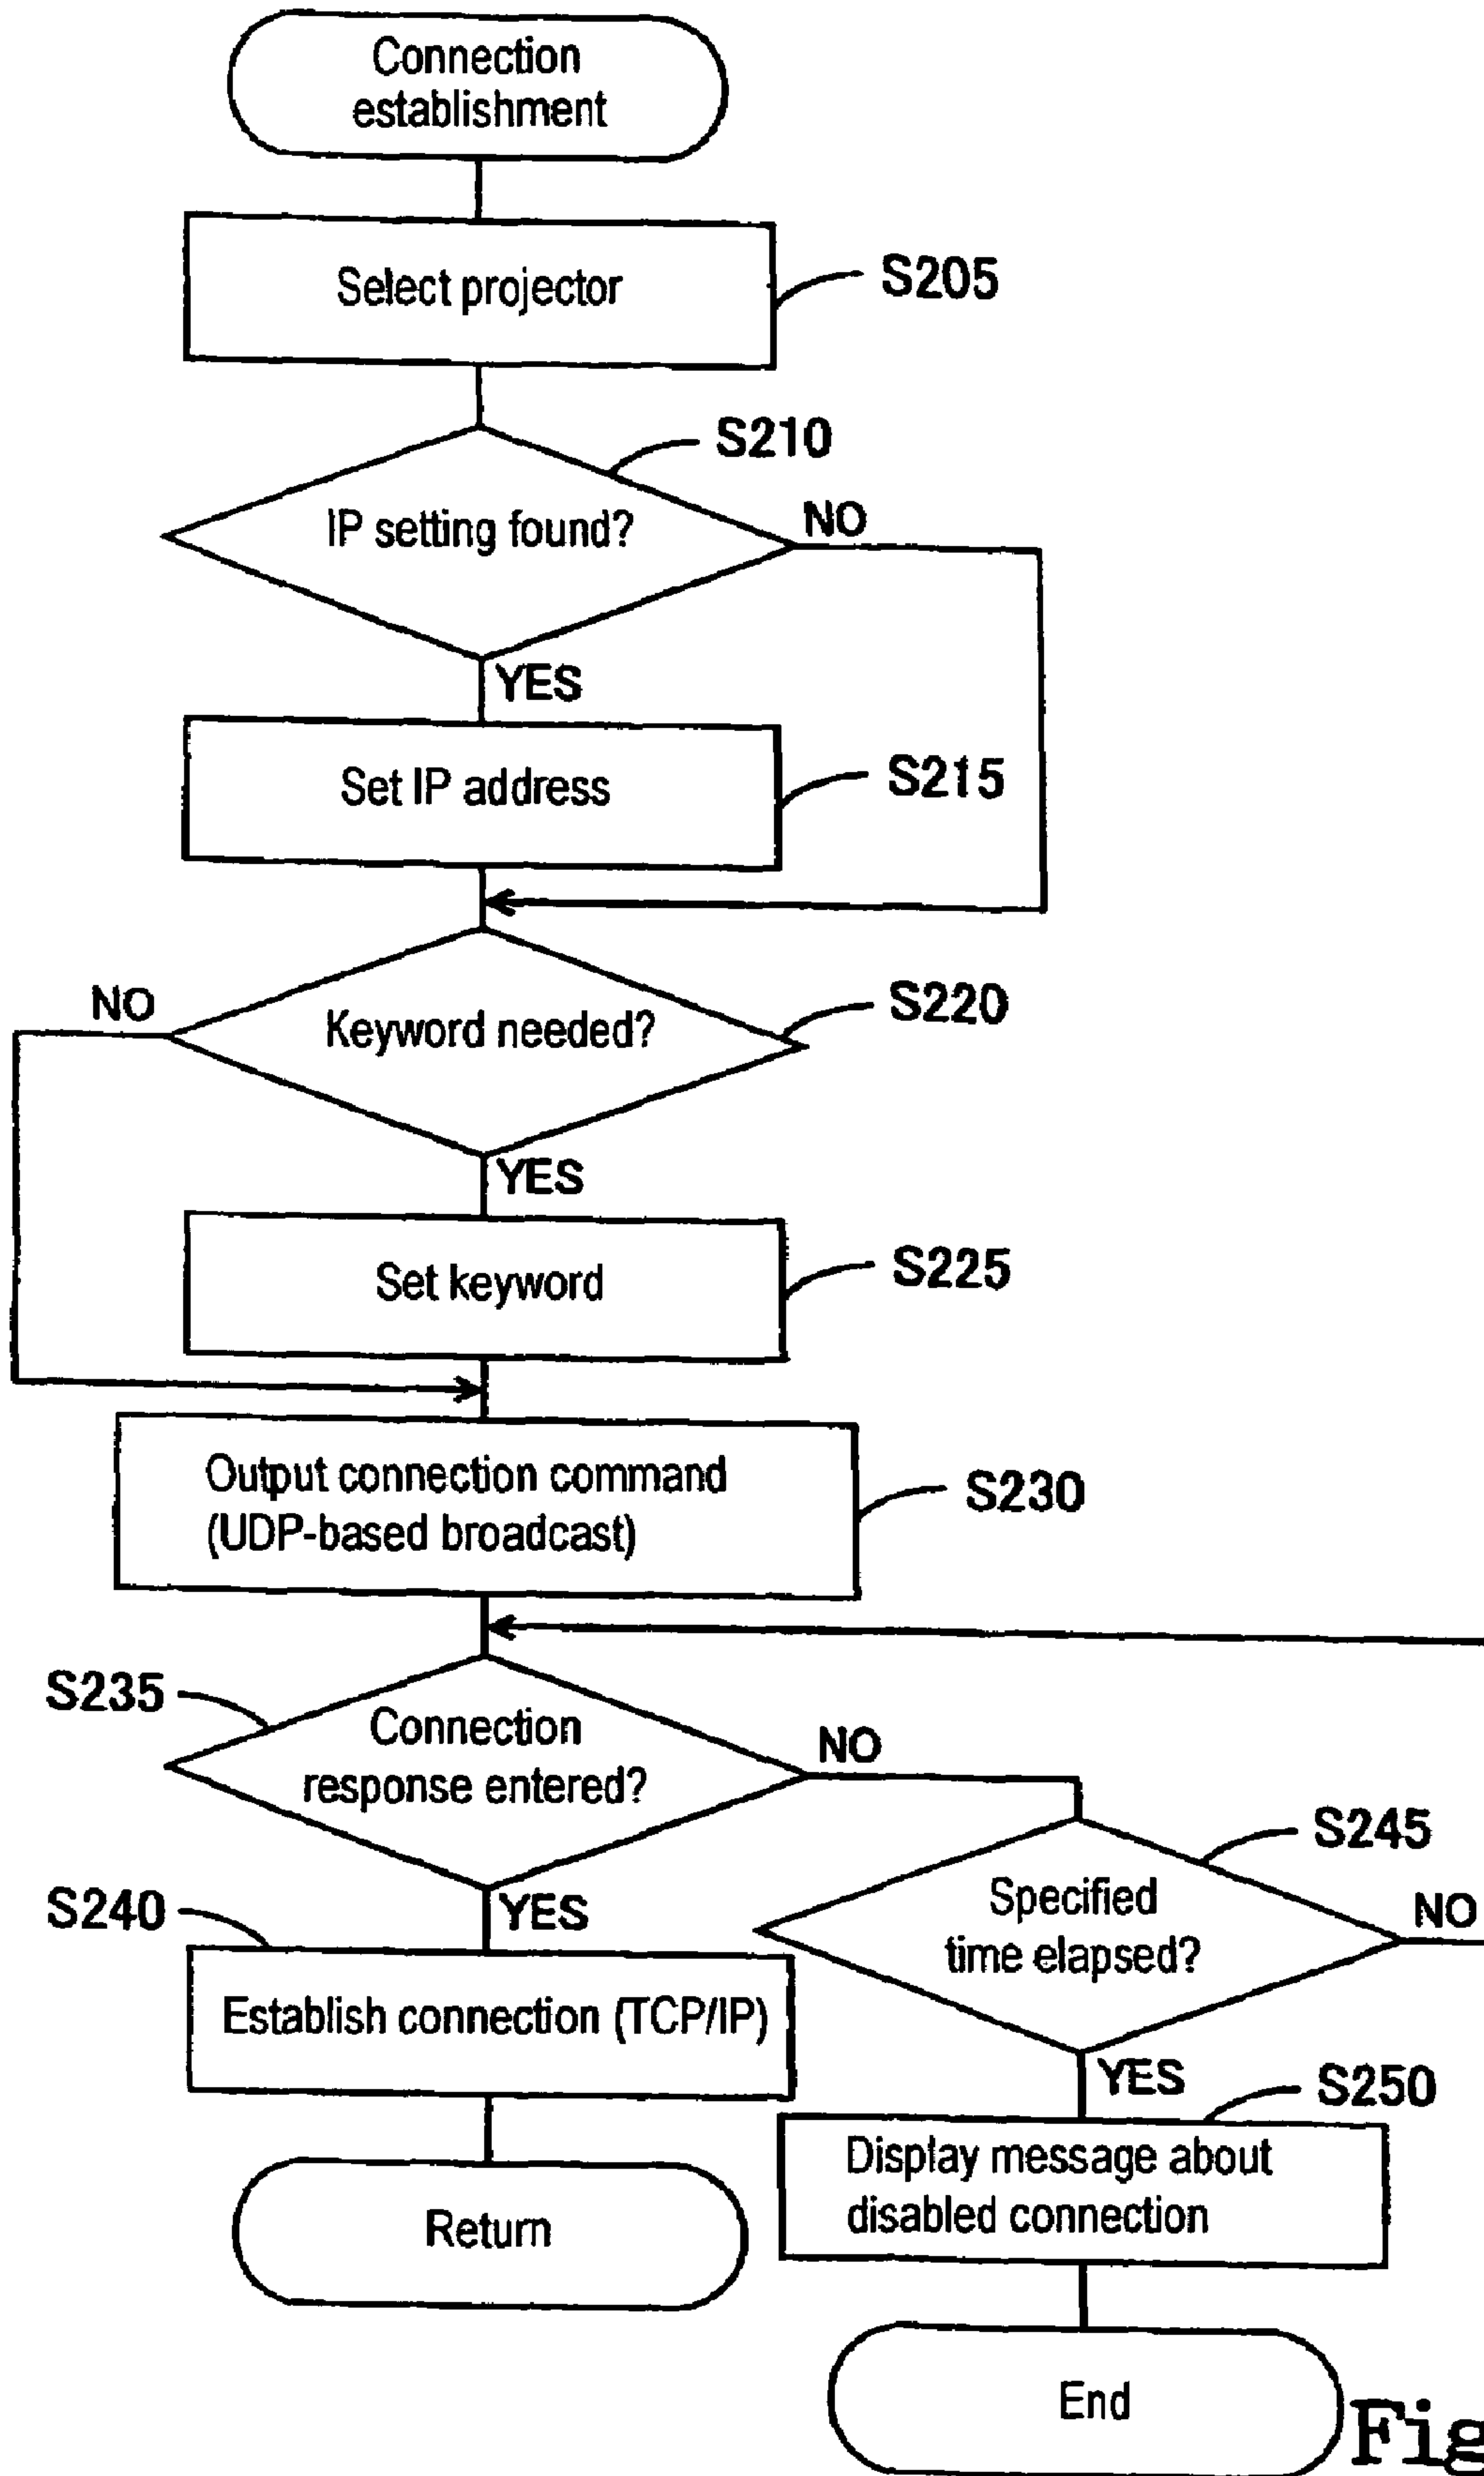 Connection
establishment
Select projector
S205
S210
IP setting found?
NO
YES
Set IP address
S215
NO
Keyword needed?
S220
YES
Set keyword
S225
Output connection command
(UDP-based broadcast)
S230
S235
Connection
response entered?
NO
S245
Specified
time elapsed?
NO
S240
YES
Establish connection (TCP/IP)
YES
S250
Display message about
disabled connection
Return
End
Fig